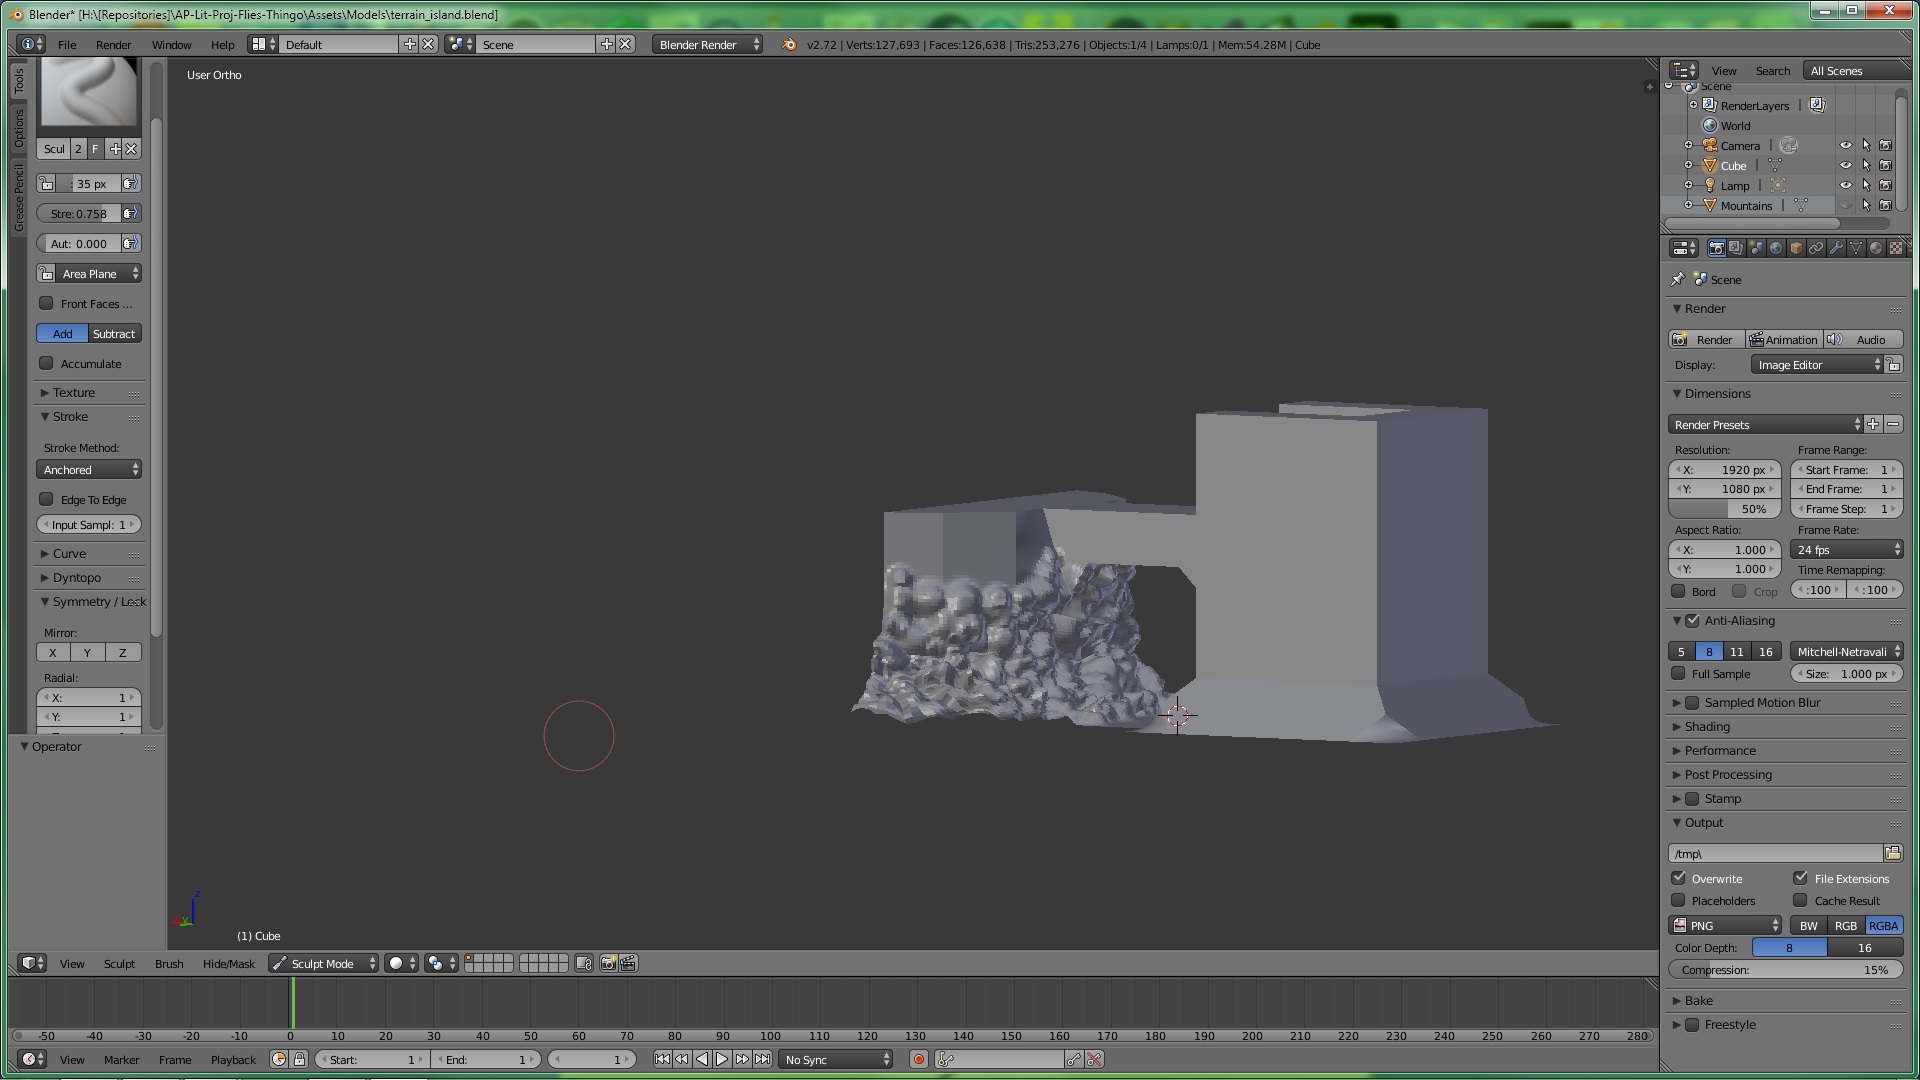 Blender* [H:\[Repositories]\AP-Lit-Proj-Flies-Thingo\Assets\Models\terrain_island.blend]
File Render Window Help Default Scene Blender Render v2.72 | Verts:127,693 | Faces:126,638 | Tris:253,276 | Objects:1/4 | Lamps:0/1 | Mem:54.28M | Cube
Tools
Options
Grease Pencil
Scul 2 F
: 35 px
Stre: 0.758
Aut: 0.000
Area Plane
Front Faces ...
Add Subtract
Accumulate
Texture
Stroke
Stroke Method:
Anchored
Edge To Edge
Input Sampl: 1
Curve
Dyntopo
Symmetry / Lock
Mirror:
X Y Z
Radial:
X: 1
Y: 1
Operator
User Ortho
z
(1) Cube
View Sculpt Brush Hide/Mask Sculpt Mode
-50 -40 -30 -20 -10 0 10 20 30 40 50 60 70 80 90 100 110 120 130 140 150 160 170 180 190 200 210 220 230 240 250 260 270 280
View Marker Frame Playback Start: 1 End: 1 1 No Sync
View Search All Scenes
Scene
RenderLayers
World
Camera
Cube
Lamp
Mountains
Scene
Render
Render Animation Audio
Display: Image Editor
Dimensions
Render Presets
Resolution: Frame Range:
X: 1920 px Start Frame: 1
Y: 1080 px End Frame: 1
50% Frame Step: 1
Aspect Ratio: Frame Rate:
X: 1.000 24 fps
Y: 1.000 Time Remapping:
Bord Crop :100 :100
Anti-Aliasing
5 8 11 16 Mitchell-Netravali
Full Sample Size: 1.000 px
Sampled Motion Blur
Shading
Performance
Post Processing
Stamp
Output
/tmp\
Overwrite File Extensions
Placeholders Cache Result
PNG BW RGB RGBA
Color Depth: 8 16
Compression: 15%
Bake
Freestyle